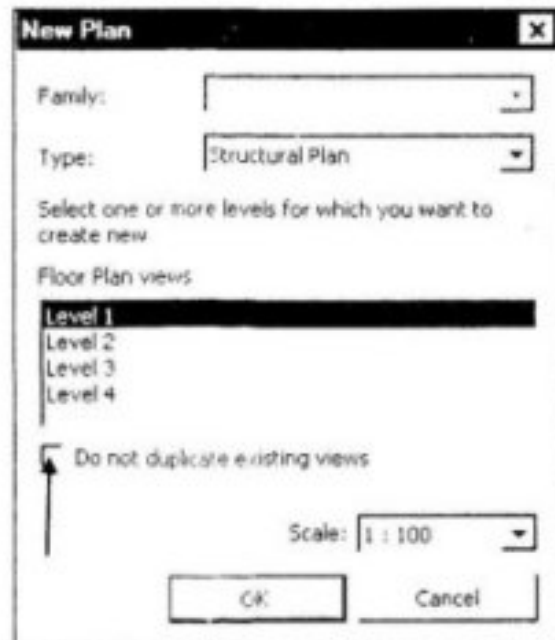 New Plan
Family:
Type: Structural Plan
Select one or more levels for which you want to
create new
Floor Plan views
Level 1
Level 2
Level 3
Level 4
Do not duplicate existing views
Scale: 1 : 100
OK Cancel